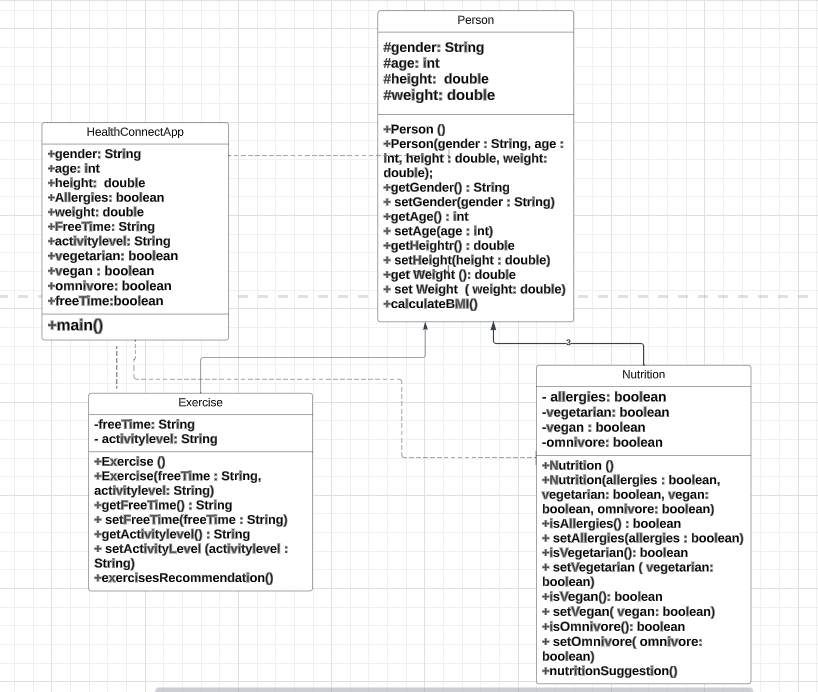 Person
#gender: String
#age: int
#height:  double
#weight: double
+Person ()
+Person(gender : String, age :
int, height : double, weight:
double);
+getGender() : String
+ setGender(gender : String)
+getAge() : int
+ setAge(age : int)
+getHeightr() : double
+ setHeight(height : double)
+get Weight (): double
+ set Weight  ( weight: double)
+calculateBMI()
HealthConnectApp
+gender: String
+age: int
+height:  double
+Allergies: boolean
+weight: double
+FreeTime: String
+activitylevel: String
+vegetarian: boolean
+vegan : boolean
+omnivore: boolean
+freeTime:boolean
+main()
3
Exercise
-freeTime: String
- activitylevel: String
+Exercise ()
+Exercise(freeTime : String,
activitylevel: String)
+getFreeTime() : String
+ setFreeTime(freeTime : String)
+getActivitylevel() : String
+ setActivityLevel (activitylevel :
String)
+exercisesRecommendation()
Nutrition
- allergies: boolean
-vegetarian: boolean
-vegan : boolean
-omnivore: boolean
+Nutrition ()
+Nutrition(allergies : boolean,
vegetarian: boolean, vegan:
boolean, omnivore: boolean)
+isAllergies() : boolean
+ setAllergies(allergies : boolean)
+isVegetarian(): boolean
+ setVegetarian ( vegetarian:
boolean)
+isVegan(): boolean
+ setVegan( vegan: boolean)
+isOmnivore(): boolean
+ setOmnivore( omnivore:
boolean)
+nutritionSuggestion()